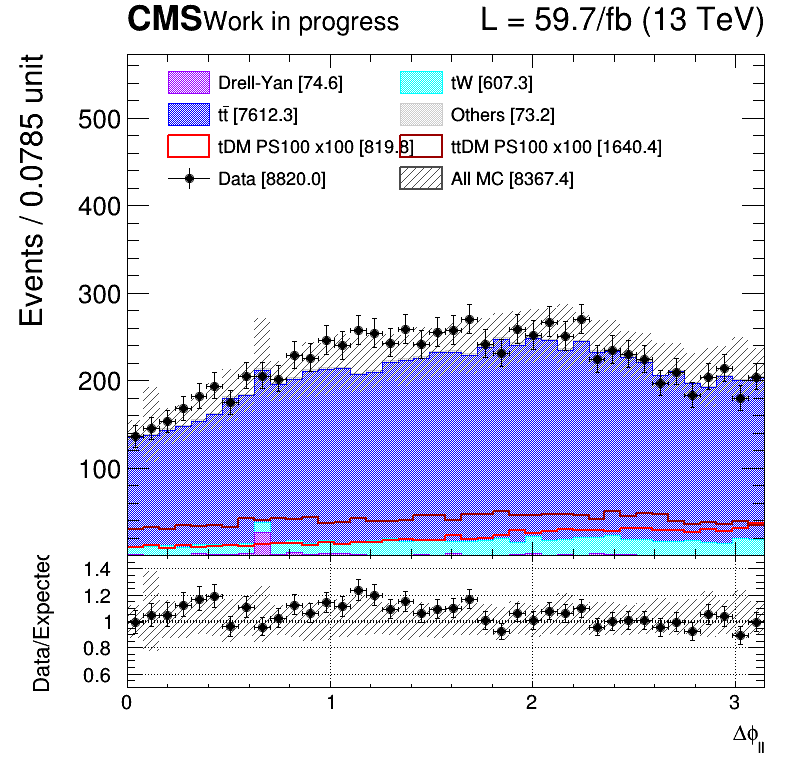 CMS Work in progress L = 59.7/fb (13 TeV)
Events / 0.0785 unit
Drell-Yan [74.6] tW [607.3]
tt̄ [7612.3] Others [73.2]
tDM PS100 x100 [819.8] ttDM PS100 x100 [1640.4]
Data [8820.0] All MC [8367.4]
500
400
300
200
100
Data/Expected
1.4
1.2
1
0.8
0.6
0 1 2 3
Δϕll